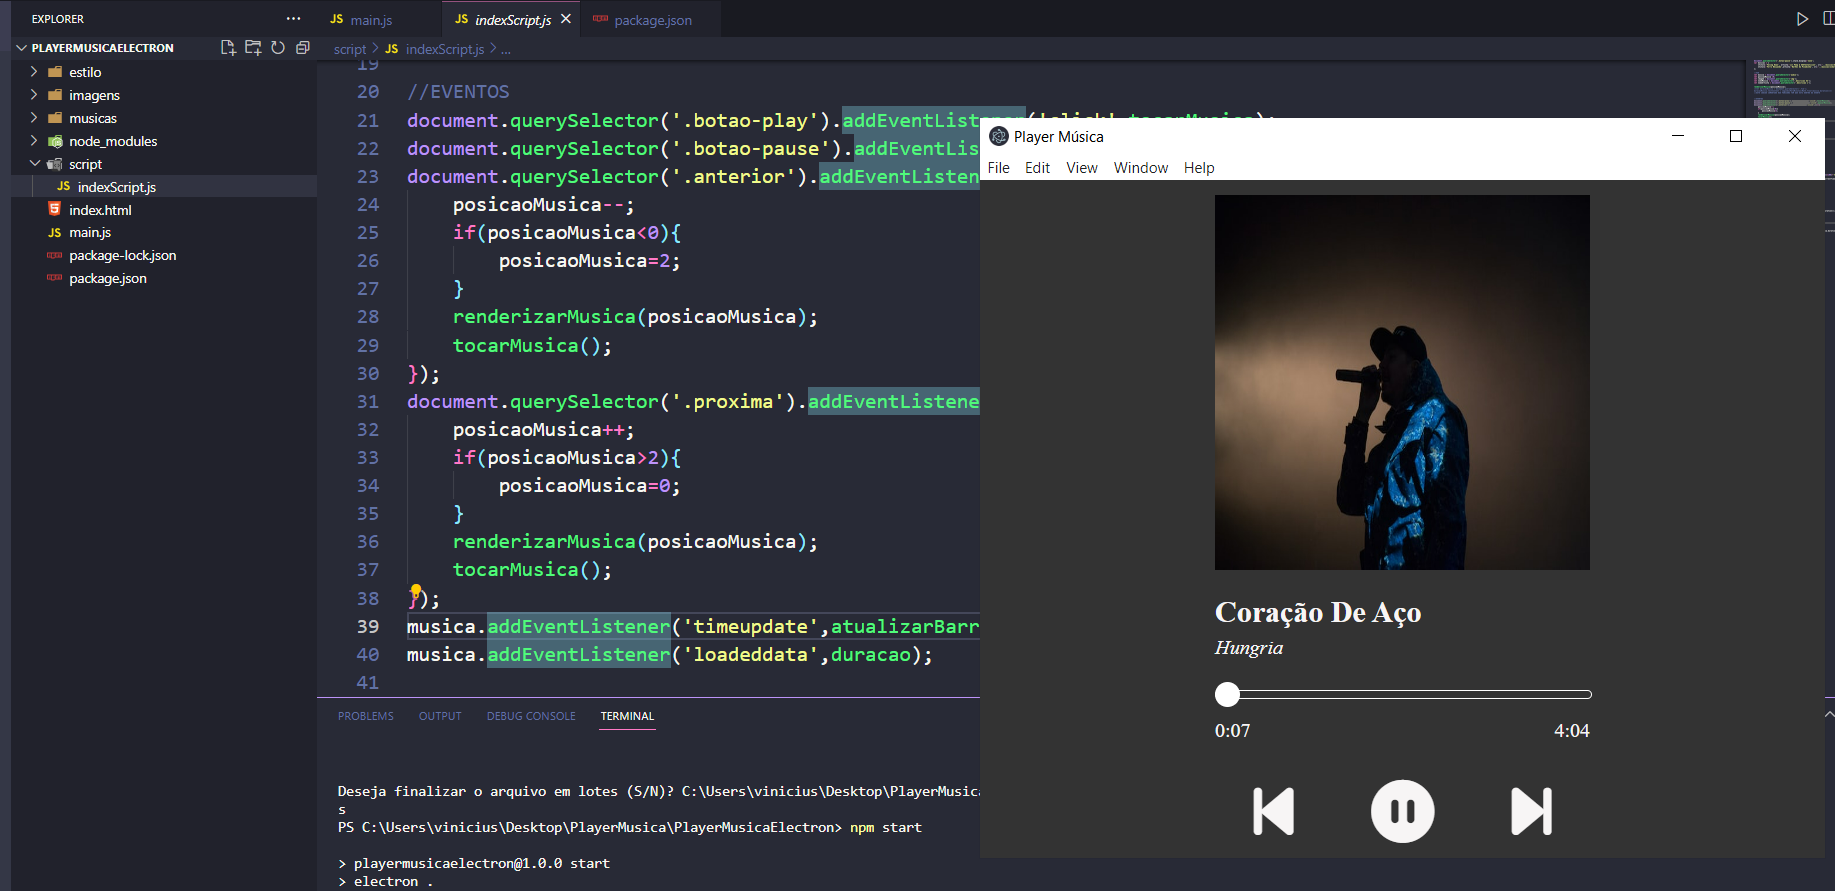 EXPLORER
PLAYERMUSICAELECTRON
estilo
imagens
musicas
node_modules
script
JS indexScript.js
index.html
JS main.js
package-lock.json
package.json
JS main.js
JS indexScript.js
package.json
script > JS indexScript.js > ...
19
20 //EVENTOS
21 document.querySelector('.botao-play').addEventListener('click',tocarMusica);
22 document.querySelector('.botao-pause').addEventLis
23 document.querySelector('.anterior').addEventListen
24 posicaoMusica--;
25 if(posicaoMusica<0){
26 posicaoMusica=2;
27 }
28 renderizarMusica(posicaoMusica);
29 tocarMusica();
30 });
31 document.querySelector('.proxima').addEventListene
32 posicaoMusica++;
33 if(posicaoMusica>2){
34 posicaoMusica=0;
35 }
36 renderizarMusica(posicaoMusica);
37 tocarMusica();
38 });
39 musica.addEventListener('timeupdate',atualizarBarr
40 musica.addEventListener('loadeddata',duracao);
41
PROBLEMS
OUTPUT
DEBUG CONSOLE
TERMINAL
Deseja finalizar o arquivo em lotes (S/N)? C:\Users\vinicius\Desktop\PlayerMusica
s
PS C:\Users\vinicius\Desktop\PlayerMusica\PlayerMusicaElectron> npm start
> playermusicaelectron@1.0.0 start
> electron .
Player Música
File Edit View Window Help
Coração De Aço
Hungria
0:07
4:04